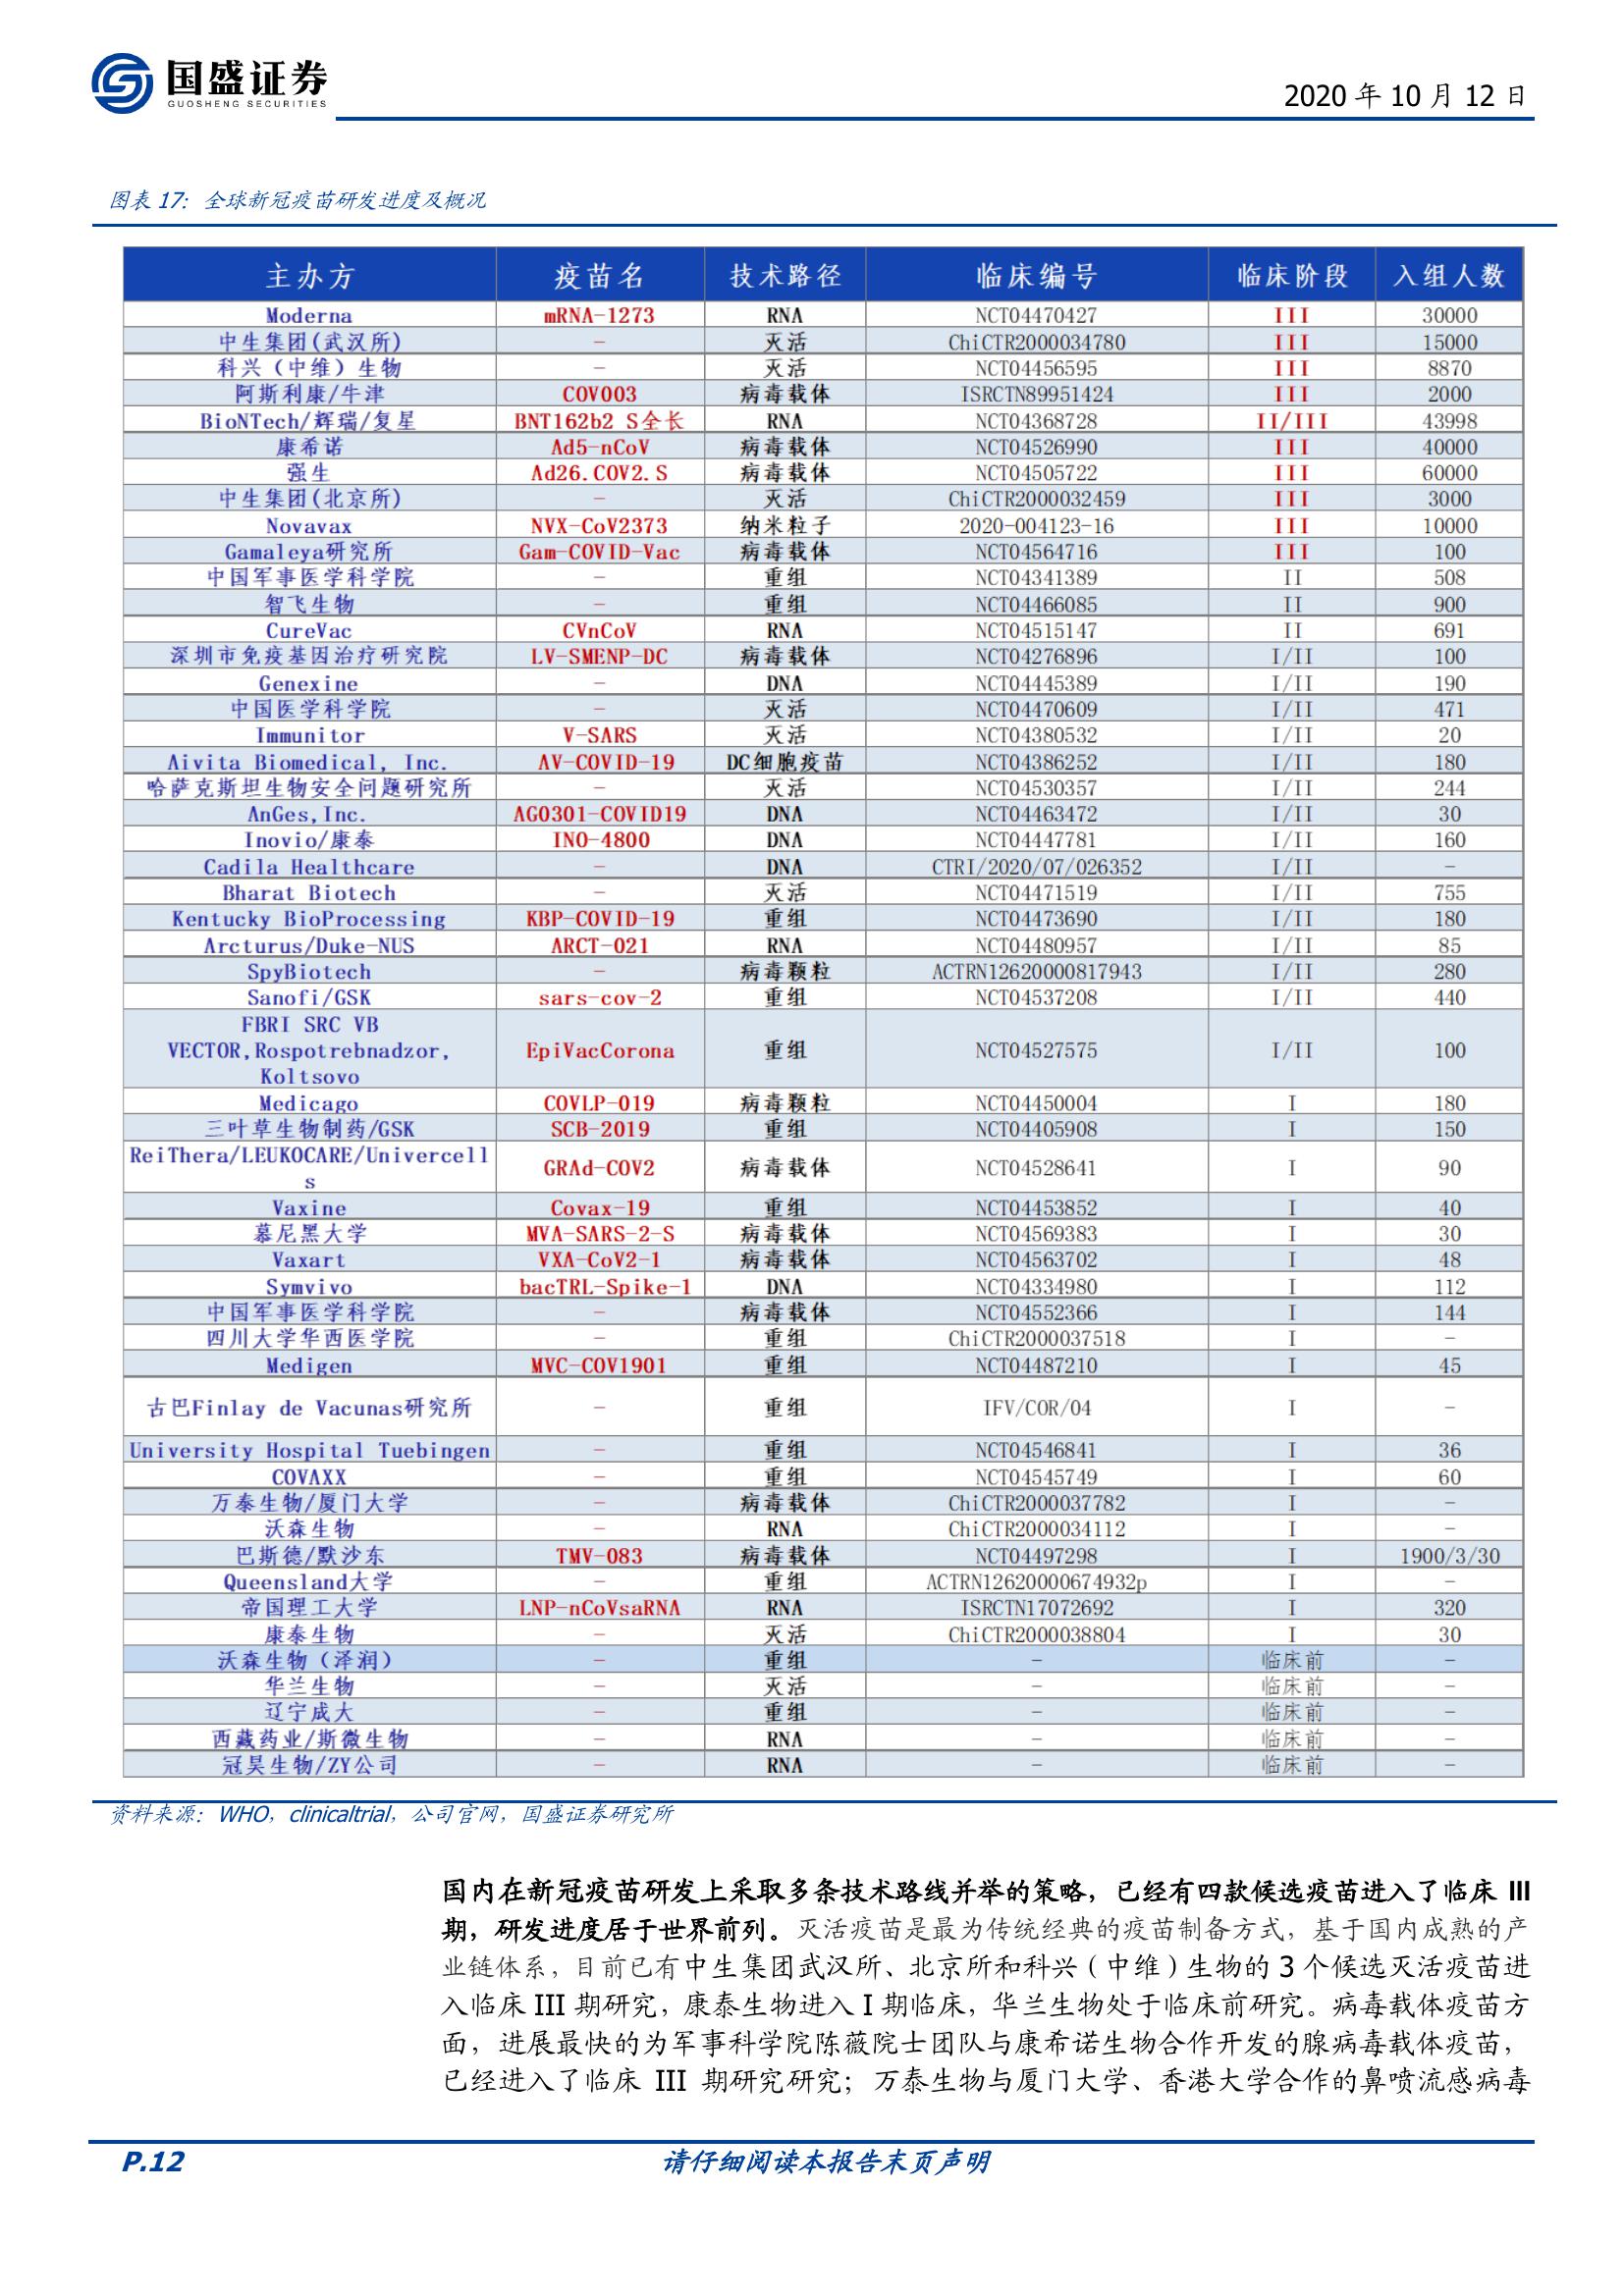 国盛证券
GUOSHENG SECURITIES
2020 年 10 月 12 日
图表 17：全球新冠疫苗研发进度及概况
主办方 疫苗名 技术路径 临床编号 临床阶段 入组人数
Moderna mRNA-1273 RNA NCT04470427 III 30000
中生集团(武汉所) - 灭活 ChiCTR2000034780 III 15000
科兴（中维）生物 - 灭活 NCT04456595 III 8870
阿斯利康/牛津 COV003 病毒载体 ISRCTN89951424 III 2000
BioNTech/辉瑞/复星 BNT162b2 S全长 RNA NCT04368728 II/III 43998
康希诺 Ad5-nCoV 病毒载体 NCT04526990 III 40000
强生 Ad26.COV2.S 病毒载体 NCT04505722 III 60000
中生集团(北京所) - 灭活 ChiCTR2000032459 III 3000
Novavax NVX-CoV2373 纳米粒子 2020-004123-16 III 10000
Gamaleya研究所 Gam-COVID-Vac 病毒载体 NCT04564716 III 100
中国军事医学科学院 - 重组 NCT04341389 II 508
智飞生物 - 重组 NCT04466085 II 900
CureVac CVnCoV RNA NCT04515147 II 691
深圳市免疫基因治疗研究院 LV-SMENP-DC 病毒载体 NCT04276896 I/II 100
Genexine - DNA NCT04445389 I/II 190
中国医学科学院 - 灭活 NCT04470609 I/II 471
Immunitor V-SARS 灭活 NCT04380532 I/II 20
Aivita Biomedical, Inc. AV-COVID-19 DC细胞疫苗 NCT04386252 I/II 180
哈萨克斯坦生物安全问题研究所 - 灭活 NCT04530357 I/II 244
AnGes,Inc. AG0301-COVID19 DNA NCT04463472 I/II 30
Inovio/康泰 INO-4800 DNA NCT04447781 I/II 160
Cadila Healthcare - DNA CTRI/2020/07/026352 I/II -
Bharat Biotech - 灭活 NCT04471519 I/II 755
Kentucky BioProcessing KBP-COVID-19 重组 NCT04473690 I/II 180
Arcturus/Duke-NUS ARCT-021 RNA NCT04480957 I/II 85
SpyBiotech - 病毒颗粒 ACTRN12620000817943 I/II 280
Sanofi/GSK sars-cov-2 重组 NCT04537208 I/II 440
FBRI SRC VB
VECTOR,Rospotrebnadzor, EpiVacCorona 重组 NCT04527575 I/II 100
Koltsovo
Medicago COVLP-019 病毒颗粒 NCT04450004 I 180
三叶草生物制药/GSK SCB-2019 重组 NCT04405908 I 150
ReiThera/LEUKOCARE/Univercell
s GRAd-COV2 病毒载体 NCT04528641 I 90
Vaxine Covax-19 重组 NCT04453852 I 40
慕尼黑大学 MVA-SARS-2-S 病毒载体 NCT04569383 I 30
Vaxart VXA-CoV2-1 病毒载体 NCT04563702 I 48
Symvivo bacTRL-Spike-1 DNA NCT04334980 I 112
中国军事医学科学院 - 病毒载体 NCT04552366 I 144
四川大学华西医学院 - 重组 ChiCTR2000037518 I -
Medigen MVC-COV1901 重组 NCT04487210 I 45
古巴Finlay de Vacunas研究所 - 重组 IFV/COR/04 I -
University Hospital Tuebingen - 重组 NCT04546841 I 36
COVAXX - 重组 NCT04545749 I 60
万泰生物/厦门大学 - 病毒载体 ChiCTR2000037782 I -
沃森生物 - RNA ChiCTR2000034112 I -
巴斯德/默沙东 TMV-083 病毒载体 NCT04497298 I 1900/3/30
Queensland大学 - 重组 ACTRN12620000674932p I -
帝国理工大学 LNP-nCoVsaRNA RNA ISRCTN17072692 I 320
康泰生物 - 灭活 ChiCTR2000038804 I 30
沃森生物（泽润） - 重组 - 临床前 -
华兰生物 - 灭活 - 临床前 -
辽宁成大 - 重组 - 临床前 -
西藏药业/斯微生物 - RNA - 临床前 -
冠昊生物/ZY公司 - RNA - 临床前 -
资料来源：WHO，clinicaltrial，公司官网，国盛证券研究所
国内在新冠疫苗研发上采取多条技术路线并举的策略，已经有四款候选疫苗进入了临床 III
期，研发进度居于世界前列。灭活疫苗是最为传统经典的疫苗制备方式，基于国内成熟的产
业链体系，目前已有中生集团武汉所、北京所和科兴（中维）生物的 3 个候选灭活疫苗进
入临床 III 期研究，康泰生物进入 I 期临床，华兰生物处于临床前研究。病毒载体疫苗方
面，进展最快的为军事科学院陈薇院士团队与康希诺生物合作开发的腺病毒载体疫苗，
已经进入了临床 III 期研究研究；万泰生物与厦门大学、香港大学合作的鼻喷流感病毒
P.12
请仔细阅读本报告末页声明